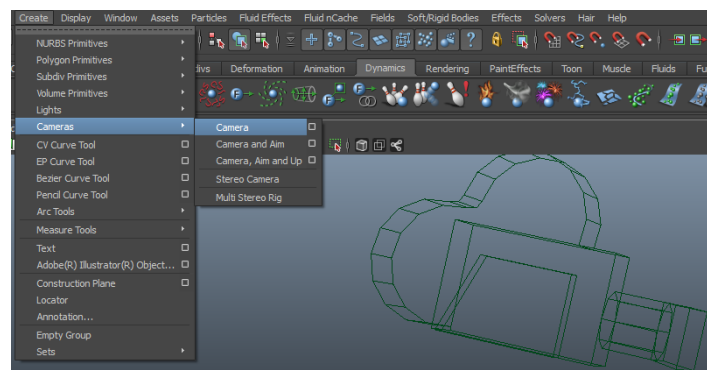 Create Display Window Assets Particles Fluid Effects Fluid nCache Fields Soft/Rigid Bodies Effects Solvers Hair Help
NURBS Primitives
Polygon Primitives
Subdiv Primitives
Volume Primitives
Lights
Cameras
CV Curve Tool
EP Curve Tool
Bezier Curve Tool
Pencil Curve Tool
Arc Tools
Measure Tools
Text
Adobe(R) Illustrator(R) Object...
Construction Plane
Locator
Annotation...
Empty Group
Sets
Deformation Animation Dynamics Rendering PaintEffects Toon Muscle Fluids
Camera
Camera and Aim
Camera, Aim and Up
Stereo Camera
Multi Stereo Rig